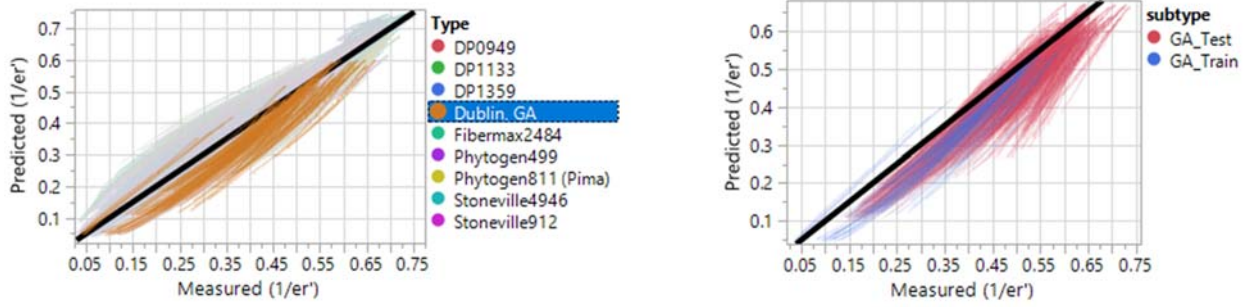 0.7
0.6
0.5
0.4
0.3
0.2
0.1
Predicted (1/er')
0.05 0.15 0.25 0.35 0.45 0.55 0.65 0.75
Measured (1/er')
Type
DP0949
DP1133
DP1359
Dublin, GA
Fibermax2484
Phytogen499
Phytogen811 (Pima)
Stoneville4946
Stoneville912
0.6
0.5
0.4
0.3
0.2
0.1
Predicted (1/er')
0.05 0.15 0.25 0.35 0.45 0.55 0.65 0.75
Measured (1/er')
subtype
GA_Test
GA_Train